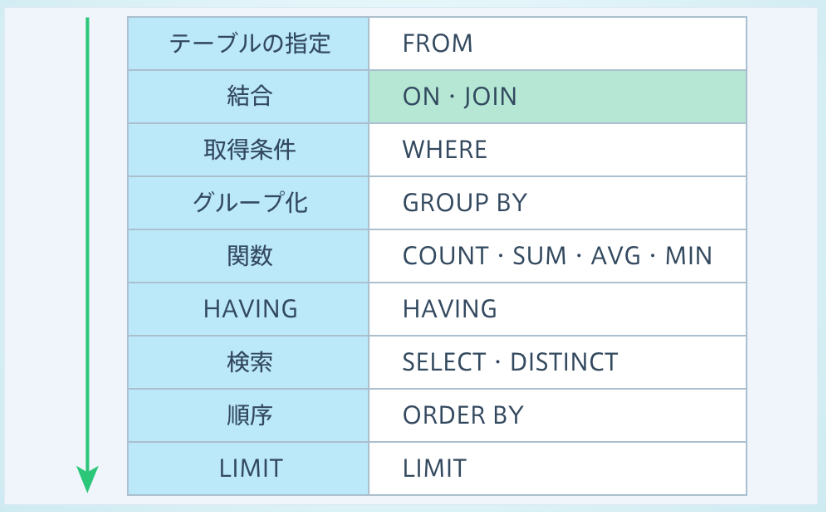 テーブルの指定 FROM
結合 ON・JOIN
取得条件 WHERE
グループ化 GROUP BY
関数 COUNT・SUM・AVG・MIN
HAVING HAVING
検索 SELECT・DISTINCT
順序 ORDER BY
LIMIT LIMIT